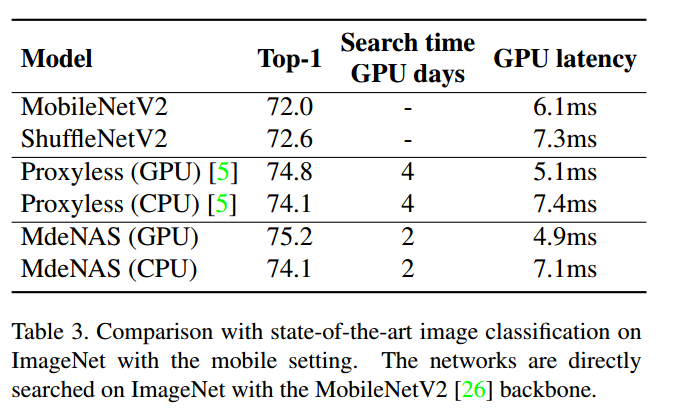 Model Top-1 Search time GPU days GPU latency
MobileNetV2 72.0 - 6.1ms
ShuffleNetV2 72.6 - 7.3ms
Proxyless (GPU) [5] 74.8 4 5.1ms
Proxyless (CPU) [5] 74.1 4 7.4ms
MdeNAS (GPU) 75.2 2 4.9ms
MdeNAS (CPU) 74.1 2 7.1ms
Table 3. Comparison with state-of-the-art image classification on
ImageNet with the mobile setting. The networks are directly
searched on ImageNet with the MobileNetV2 [26] backbone.